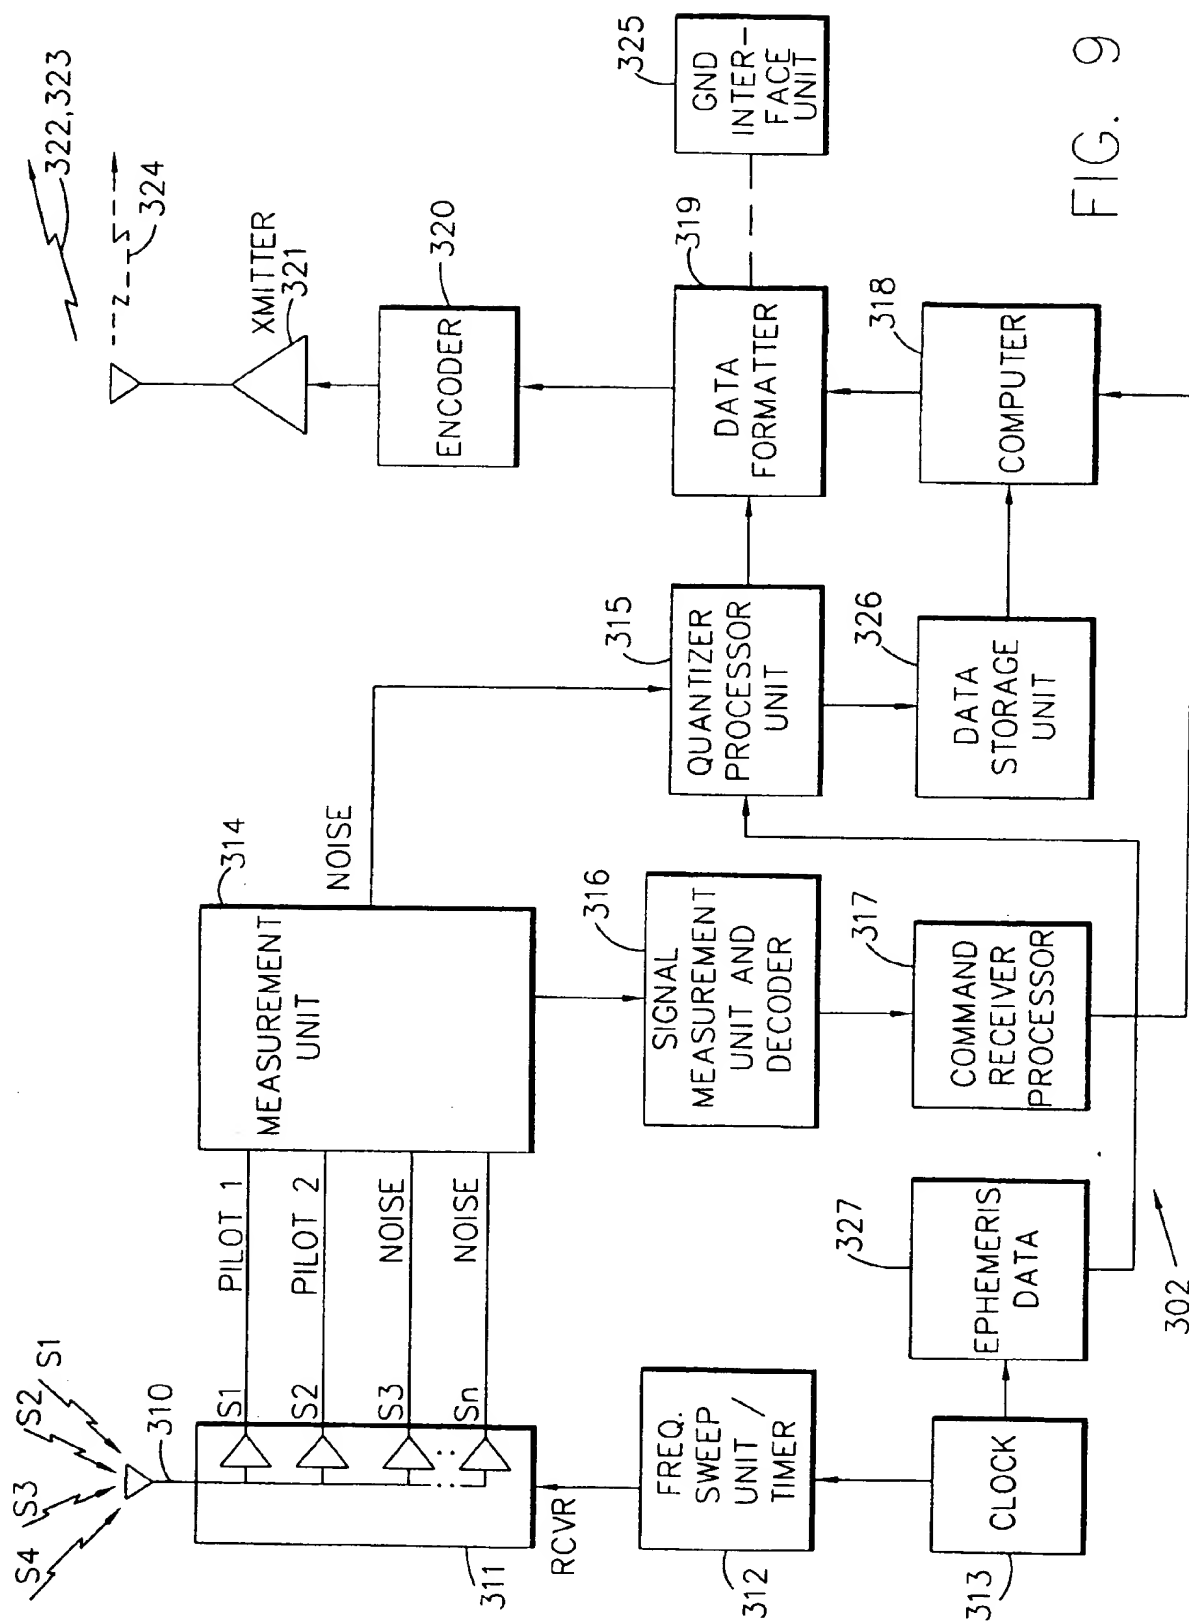 S4
S3
S2
S1
310
S1
S2
S3
Sn
311
RCVR
PILOT 1
PILOT 2
NOISE
NOISE
MEASUREMENT
UNIT
314
NOISE
322,323
324
XMITTER
321
ENCODER
320
FREQ.
SWEEP
UNIT /
TIMER
312
SIGNAL
MEASUREMENT
UNIT AND
DECODER
316
QUANTIZER
PROCESSOR
UNIT
315
DATA
FORMATTER
319
GND
INTER-
FACE
UNIT
325
CLOCK
313
EPHEMERIS
DATA
327
COMMAND
RECEIVER
PROCESSOR
317
DATA
STORAGE
UNIT
326
COMPUTER
318
302
FIG. 9